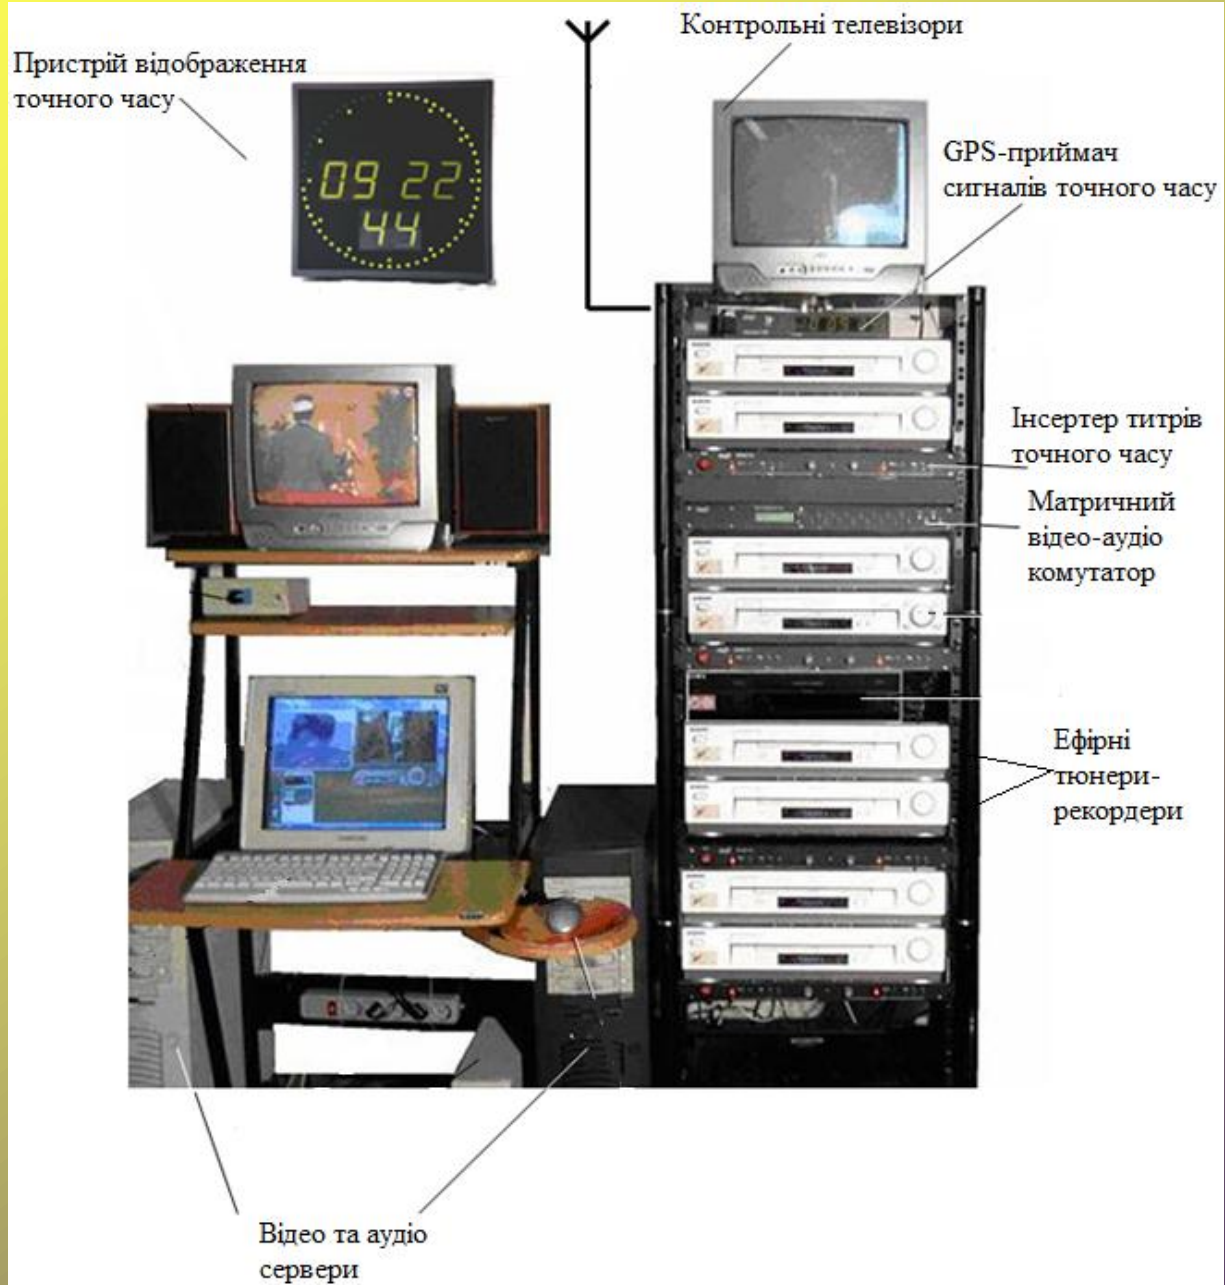 Контрольні телевізори
Пристрій відображення
точного часу
GPS-приймач
сигналів точного часу
09 22
44
Інсертер титрів
точного часу
Матричний
відео-аудіо
комутатор
Ефірні
тюнери-
рекордери
Відео та аудіо
сервери